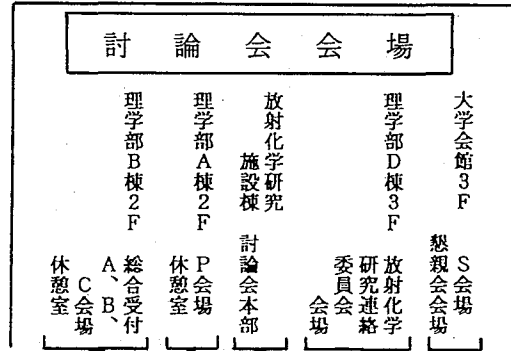 討論会会場
大学会館3F
S会場
懇親会会場
理学部D棟3F
放射化学
研究連絡
委員会
会場
放射化学研究
施設棟
討論会本部
理学部A棟2F
P会場
休憩室
理学部B棟2F
総合受付
A、B、
C会場
休憩室